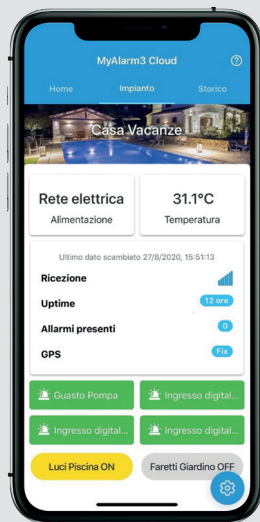 MyAlarm3 Cloud
Home Impianto Storico
Casa Vacanze
Rete elettrica 31.1°C
Alimentazione Temperatura
Ultimo dato scambiato 27/8/2020, 15:51:13
Ricezione
Uptime 12 ore
Allarmi presenti 0
GPS Fix
Guasto Pompa Ingresso digital...
Ingresso digital... Ingresso digital...
Luci Piscina ON Faretti Giardino OFF